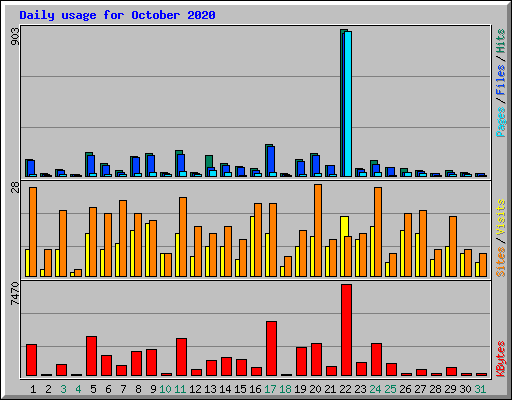 Daily usage for October 2020
903
Pages / Files / Hits
28
Sites / Visits
7470
KBytes
1 2 3 4 5 6 7 8 9 10 11 12 13 14 15 16 17 18 19 20 21 22 23 24 25 26 27 28 29 30 31